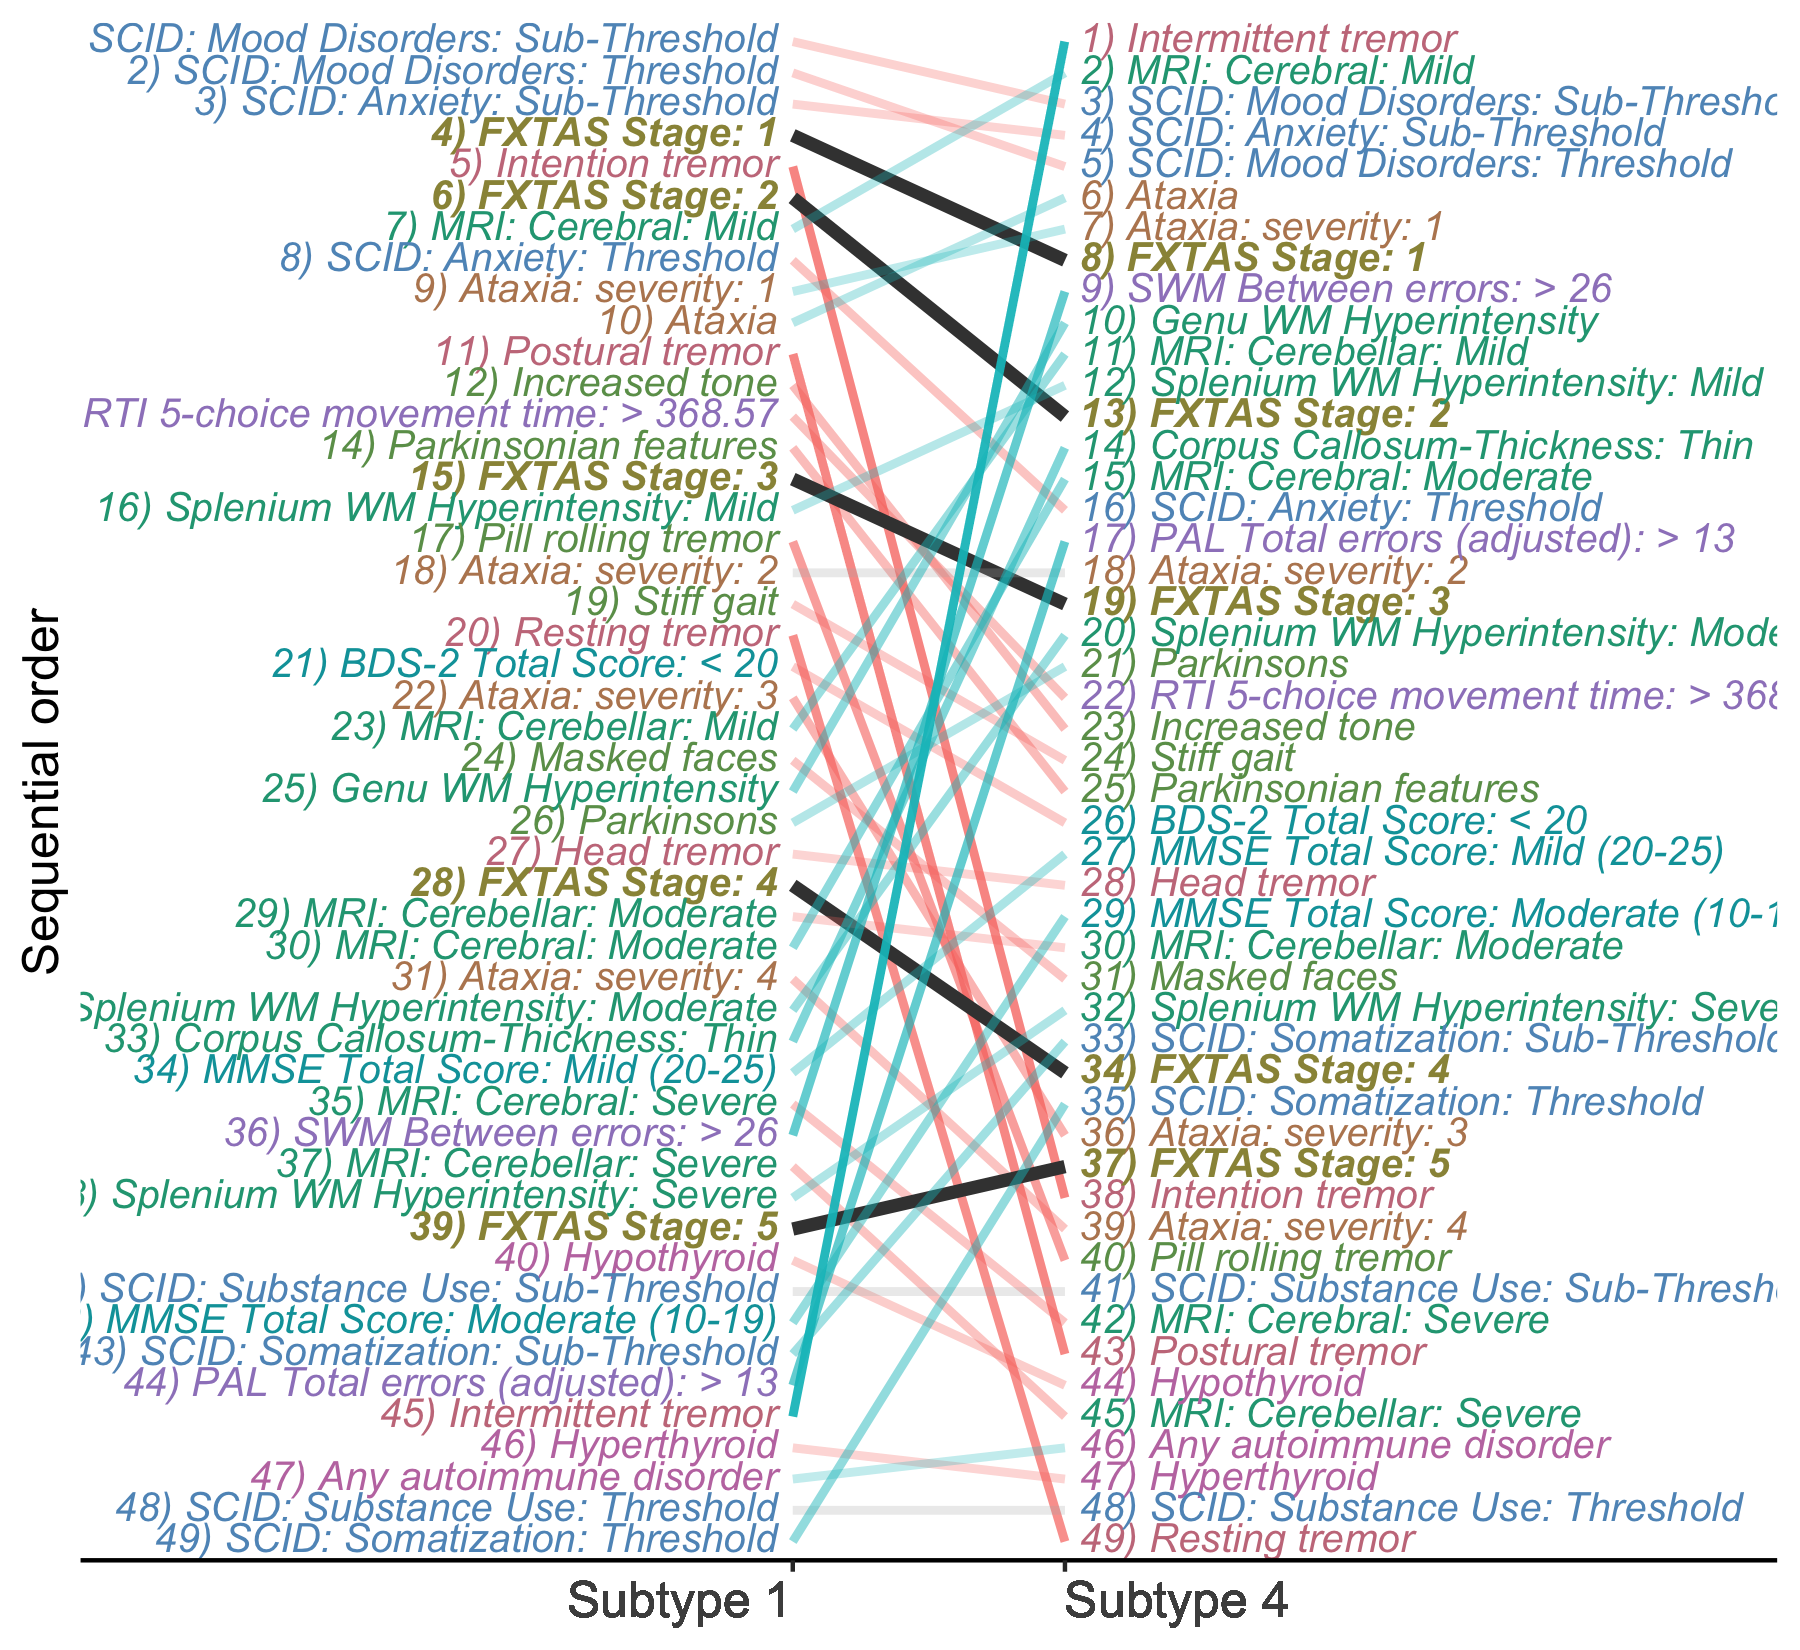 Sequential order
SCID: Mood Disorders: Sub-Threshold
2) SCID: Mood Disorders: Threshold
3) SCID: Anxiety: Sub-Threshold
4) FXTAS Stage: 1
5) Intention tremor
6) FXTAS Stage: 2
7) MRI: Cerebral: Mild
8) SCID: Anxiety: Threshold
9) Ataxia: severity: 1
10) Ataxia
11) Postural tremor
12) Increased tone
RTI 5-choice movement time: > 368.57
14) Parkinsonian features
15) FXTAS Stage: 3
16) Splenium WM Hyperintensity: Mild
17) Pill rolling tremor
18) Ataxia: severity: 2
19) Stiff gait
20) Resting tremor
21) BDS-2 Total Score: < 20
22) Ataxia: severity: 3
23) MRI: Cerebellar: Mild
24) Masked faces
25) Genu WM Hyperintensity
26) Parkinsons
27) Head tremor
28) FXTAS Stage: 4
29) MRI: Cerebellar: Moderate
30) MRI: Cerebral: Moderate
31) Ataxia: severity: 4
Splenium WM Hyperintensity: Moderate
33) Corpus Callosum-Thickness: Thin
34) MMSE Total Score: Mild (20-25)
35) MRI: Cerebral: Severe
36) SWM Between errors: > 26
37) MRI: Cerebellar: Severe
) Splenium WM Hyperintensity: Severe
39) FXTAS Stage: 5
40) Hypothyroid
) SCID: Substance Use: Sub-Threshold
) MMSE Total Score: Moderate (10-19)
43) SCID: Somatization: Sub-Threshold
44) PAL Total errors (adjusted): > 13
45) Intermittent tremor
46) Hyperthyroid
47) Any autoimmune disorder
48) SCID: Substance Use: Threshold
49) SCID: Somatization: Threshold
1) Intermittent tremor
2) MRI: Cerebral: Mild
3) SCID: Mood Disorders: Sub-Thresho
4) SCID: Anxiety: Sub-Threshold
5) SCID: Mood Disorders: Threshold
6) Ataxia
7) Ataxia: severity: 1
8) FXTAS Stage: 1
9) SWM Between errors: > 26
10) Genu WM Hyperintensity
11) MRI: Cerebellar: Mild
12) Splenium WM Hyperintensity: Mild
13) FXTAS Stage: 2
14) Corpus Callosum-Thickness: Thin
15) MRI: Cerebral: Moderate
16) SCID: Anxiety: Threshold
17) PAL Total errors (adjusted): > 13
18) Ataxia: severity: 2
19) FXTAS Stage: 3
20) Splenium WM Hyperintensity: Mode
21) Parkinsons
22) RTI 5-choice movement time: > 368
23) Increased tone
24) Stiff gait
25) Parkinsonian features
26) BDS-2 Total Score: < 20
27) MMSE Total Score: Mild (20-25)
28) Head tremor
29) MMSE Total Score: Moderate (10-1
30) MRI: Cerebellar: Moderate
31) Masked faces
32) Splenium WM Hyperintensity: Seve
33) SCID: Somatization: Sub-Threshold
34) FXTAS Stage: 4
35) SCID: Somatization: Threshold
36) Ataxia: severity: 3
37) FXTAS Stage: 5
38) Intention tremor
39) Ataxia: severity: 4
40) Pill rolling tremor
41) SCID: Substance Use: Sub-Thresh
42) MRI: Cerebral: Severe
43) Postural tremor
44) Hypothyroid
45) MRI: Cerebellar: Severe
46) Any autoimmune disorder
47) Hyperthyroid
48) SCID: Substance Use: Threshold
49) Resting tremor
Subtype 1
Subtype 4